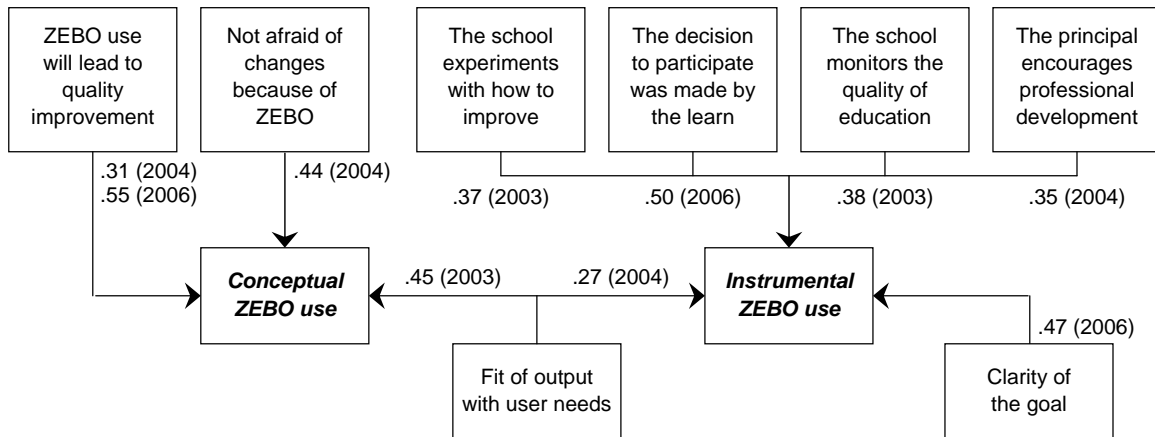 ZEBO use
will lead to
quality
improvement
Not afraid of
changes
because of
ZEBO
The school
experiments
with how to
improve
The decision
to participate
was made by
the learn
The school
monitors the
quality of
education
The principal
encourages
professional
development
.31 (2004)
.55 (2006)
.44 (2004)
.37 (2003)
.50 (2006)
.38 (2003)
.35 (2004)
Conceptual
ZEBO use
.45 (2003)
.27 (2004)
Instrumental
ZEBO use
.47 (2006)
Fit of output
with user needs
Clarity of
the goal